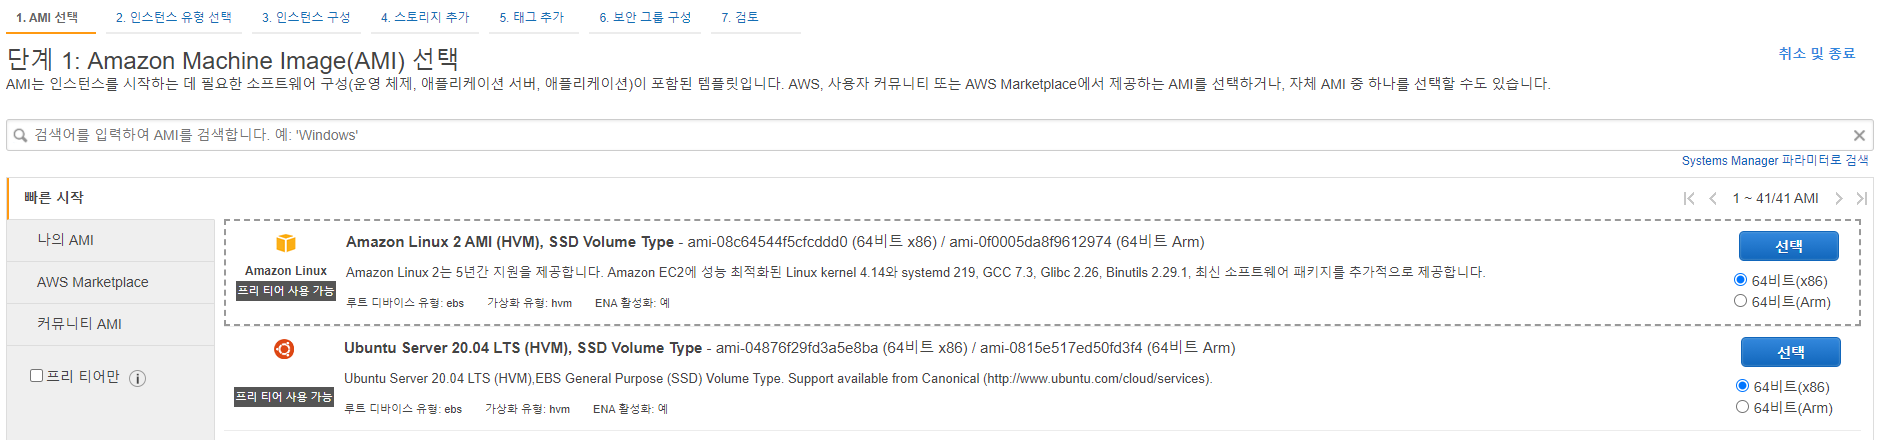 1. AMI 선택 2. 인스턴스 유형 선택 3. 인스턴스 구성 4. 스토리지 추가 5. 태그 추가 6. 보안 그룹 구성 7. 검토
단계 1: Amazon Machine Image(AMI) 선택
취소 및 종료
AMI는 인스턴스를 시작하는 데 필요한 소프트웨어 구성(운영 체제, 애플리케이션 서버, 애플리케이션)이 포함된 템플릿입니다. AWS, 사용자 커뮤니티 또는 AWS Marketplace에서 제공하는 AMI를 선택하거나, 자체 AMI 중 하나를 선택할 수도 있습니다.
검색어를 입력하여 AMI를 검색합니다. 예: 'Windows'
Systems Manager 파라미터로 검색
빠른 시작
1 ~ 41/41 AMI
나의 AMI
AWS Marketplace
커뮤니티 AMI
프리 티어만
Amazon Linux
프리 티어 사용 가능
Amazon Linux 2 AMI (HVM), SSD Volume Type - ami-08c64544f5cfcddd0 (64비트 x86) / ami-0f0005da8f9612974 (64비트 Arm)
Amazon Linux 2는 5년간 지원을 제공합니다. Amazon EC2에 성능 최적화된 Linux kernel 4.14와 systemd 219, GCC 7.3, Glibc 2.26, Binutils 2.29.1, 최신 소프트웨어 패키지를 추가적으로 제공합니다.
루트 디바이스 유형: ebs 가상화 유형: hvm ENA 활성화: 예
선택
64비트(x86)
64비트(Arm)
프리 티어 사용 가능
Ubuntu Server 20.04 LTS (HVM), SSD Volume Type - ami-04876f29fd3a5e8ba (64비트 x86) / ami-0815e517ed50fd3f4 (64비트 Arm)
Ubuntu Server 20.04 LTS (HVM),EBS General Purpose (SSD) Volume Type. Support available from Canonical (http://www.ubuntu.com/cloud/services).
루트 디바이스 유형: ebs 가상화 유형: hvm ENA 활성화: 예
선택
64비트(x86)
64비트(Arm)